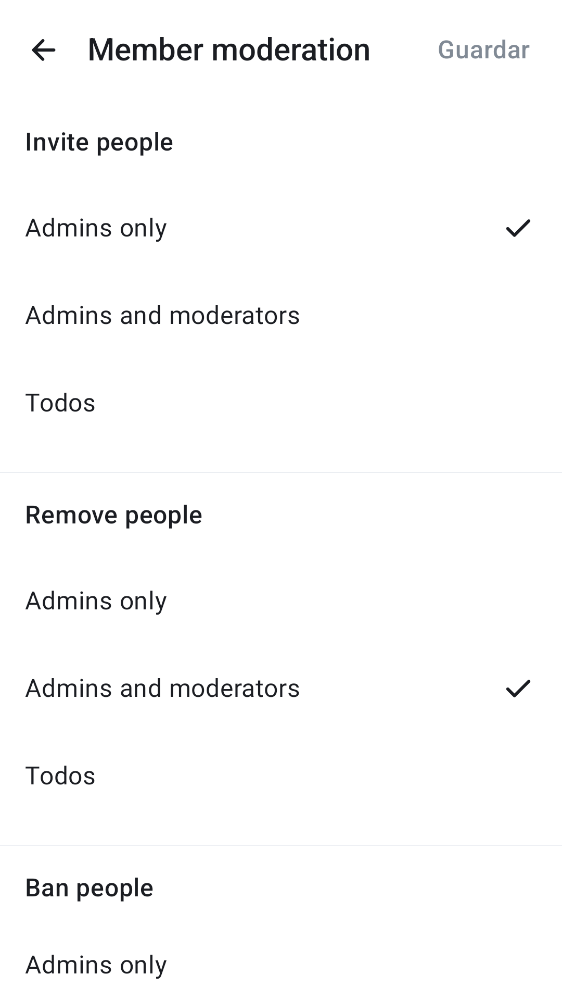 Member moderation Guardar
Invite people
Admins only
Admins and moderators
Todos
Remove people
Admins only
Admins and moderators
Todos
Ban people
Admins only